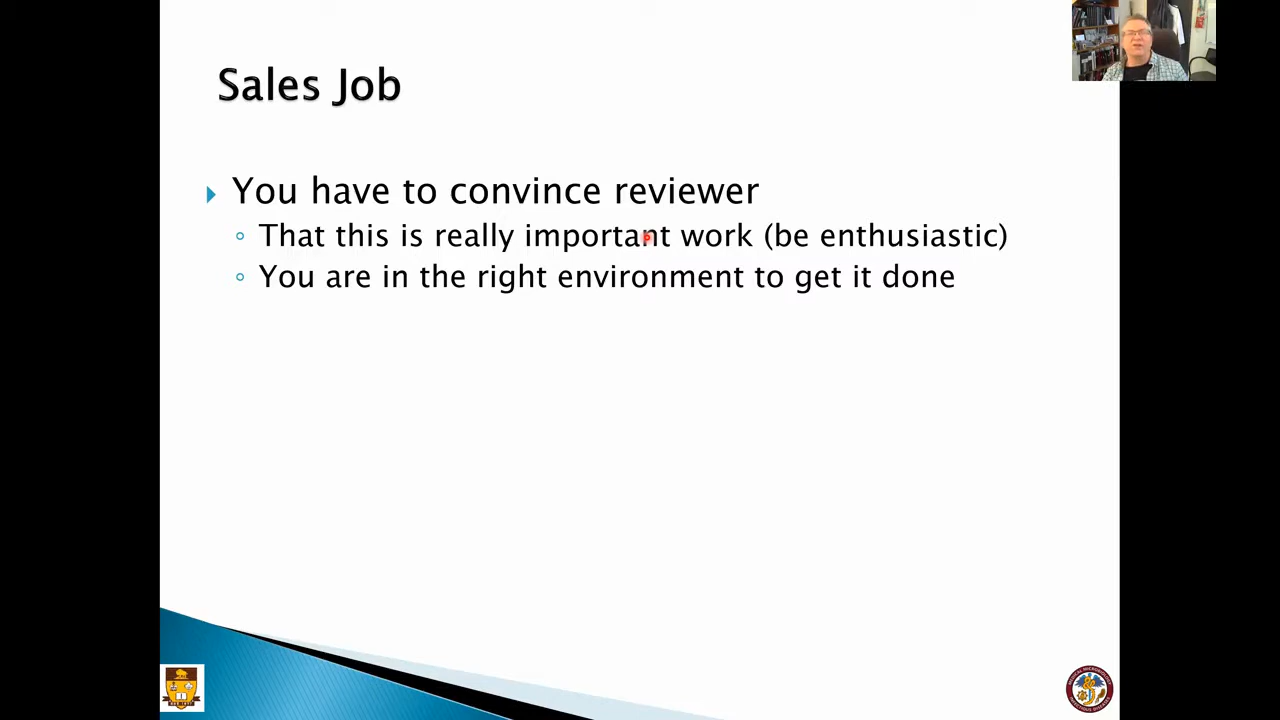 Sales Job
You have to convince reviewer
That this is really important work (be enthusiastic)
You are in the right environment to get it done